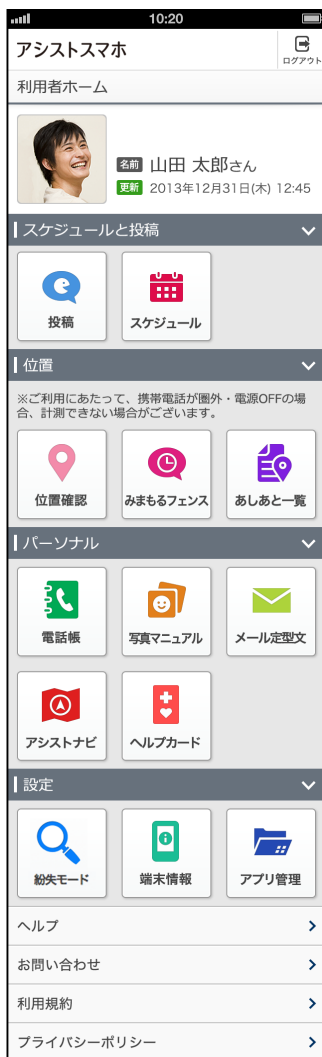 10:20
アシストスマホ
ログアウト
利用者ホーム
名前 山田 太郎さん
更新 2013年12月31日(木) 12:45
スケジュールと投稿
投稿 スケジュール
位置
※ご利用にあたって、携帯電話が圏外・電源OFFの場
合、計測できない場合がございます。
位置確認 みまもるフェンス あしあと一覧
パーソナル
電話帳 写真マニュアル メール定型文
アシストナビ ヘルプカード
設定
紛失モード 端末情報 アプリ管理
ヘルプ
お問い合わせ
利用規約
プライバシーポリシー